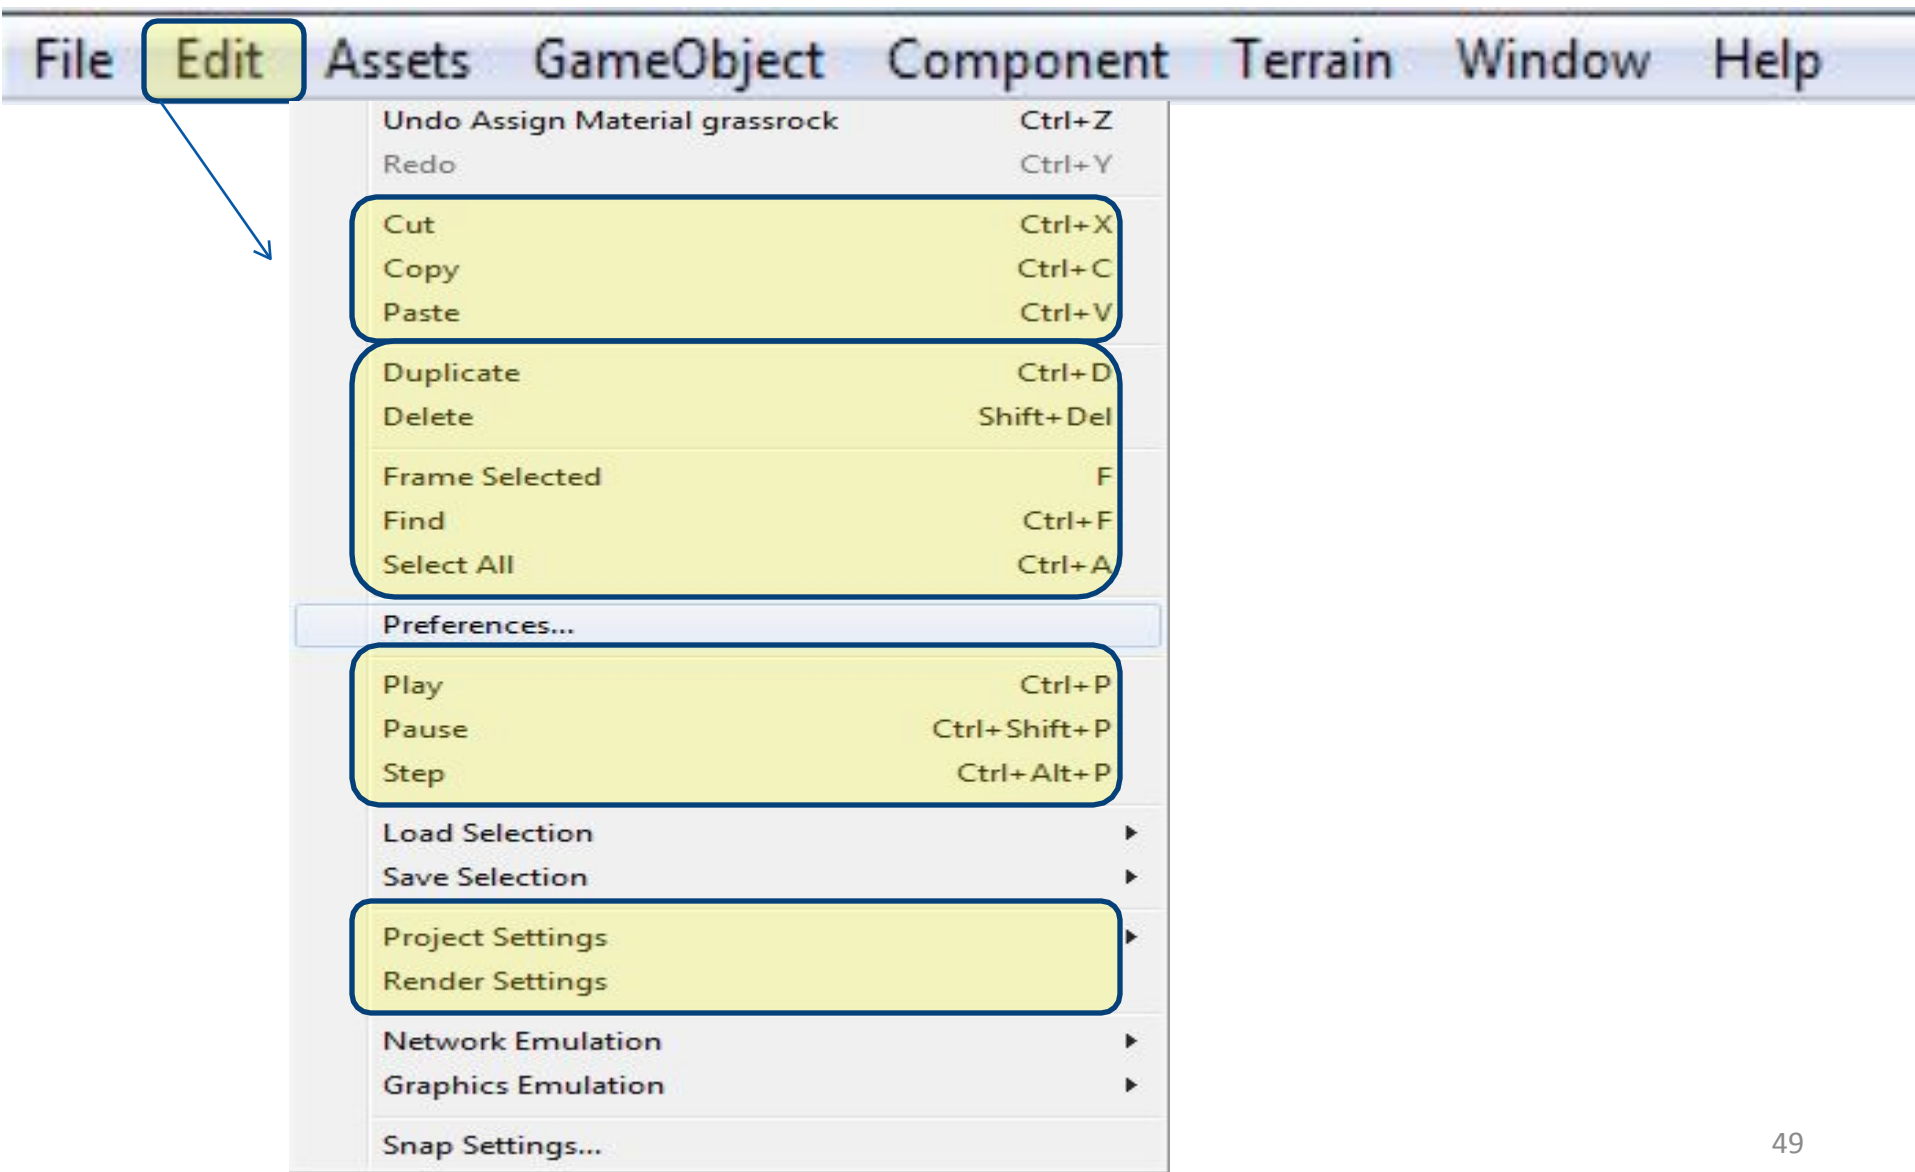 File Edit Assets GameObject Component Terrain Window Help
Undo Assign Material grassrock Ctrl+Z
Redo Ctrl+Y
Cut Ctrl+X
Copy Ctrl+C
Paste Ctrl+V
Duplicate Ctrl+D
Delete Shift+Del
Frame Selected F
Find Ctrl+F
Select All Ctrl+A
Preferences...
Play Ctrl+P
Pause Ctrl+Shift+P
Step Ctrl+Alt+P
Load Selection
Save Selection
Project Settings
Render Settings
Network Emulation
Graphics Emulation
Snap Settings...
49